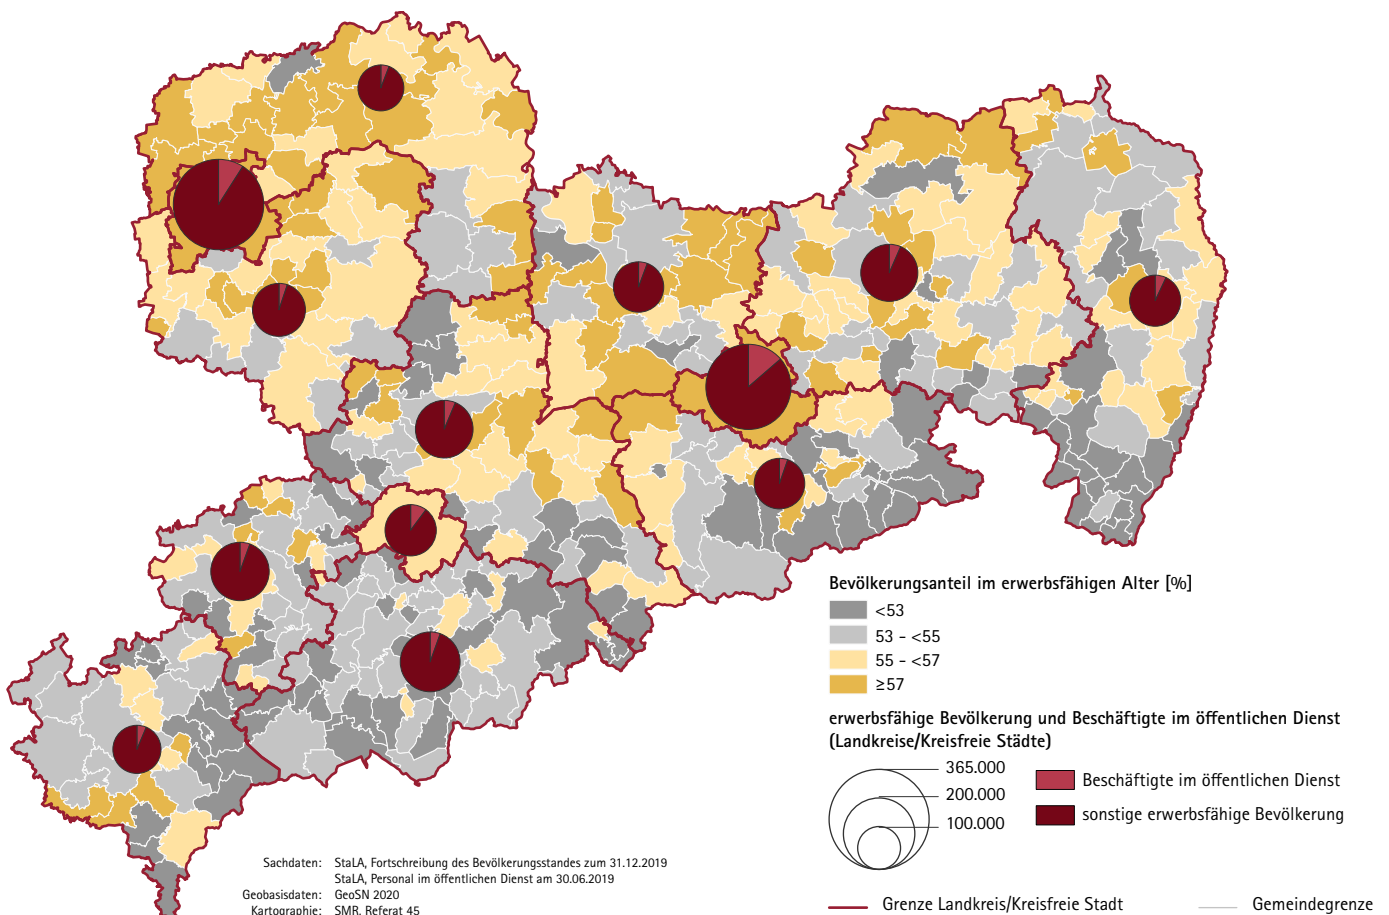 Bevölkerungsanteil im erwerbsfähigen Alter [%]
<53
53 - <55
55 - <57
≥57
erwerbsfähige Bevölkerung und Beschäftigte im öffentlichen Dienst
(Landkreise/Kreisfreie Städte)
365.000
200.000
100.000
Beschäftigte im öffentlichen Dienst
sonstige erwerbsfähige Bevölkerung
Sachdaten: StaLA, Fortschreibung des Bevölkerungsstandes zum 31.12.2019
StaLA, Personal im öffentlichen Dienst am 30.06.2019
Geobasisdaten: GeoSN 2020
Kartographie: SMR, Referat 45
Grenze Landkreis/Kreisfreie Stadt
Gemeindegrenze